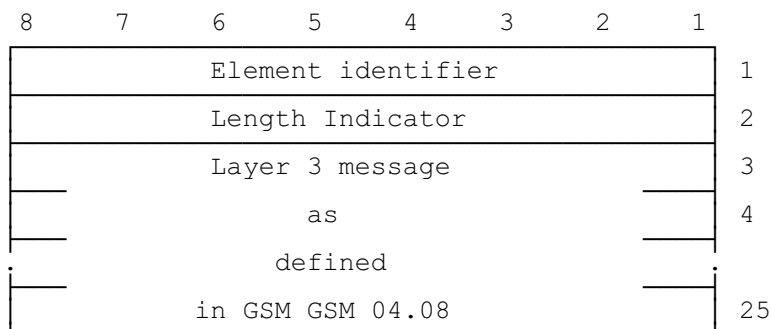 8 7 6 5 4 3 2 1
Element identifier 1
Length Indicator 2
Layer 3 message 3
as 4
defined
in GSM GSM 04.08 25